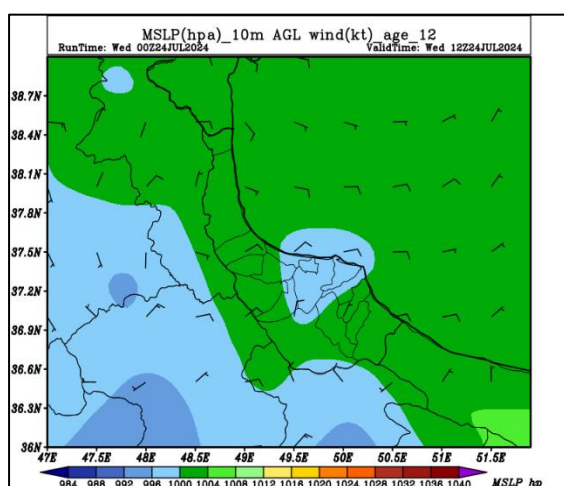 MSLP(hpa)_10m AGL wind(kt)_age_12
RunTime: Wed 00Z24JUL2024 ValidTime: Wed 12Z24JUL2024
38.7N
38.4N
38.1N
37.8N
37.5N
37.2N
36.9N
36.6N
36.3N
36N
47E 47.5E 48E 48.5E 49E 49.5E 50E 50.5E 51E 51.5E
984 988 992 996 1000 1004 1008 1012 1016 1020 1024 1028 1032 1036 1040 MSLP_hp